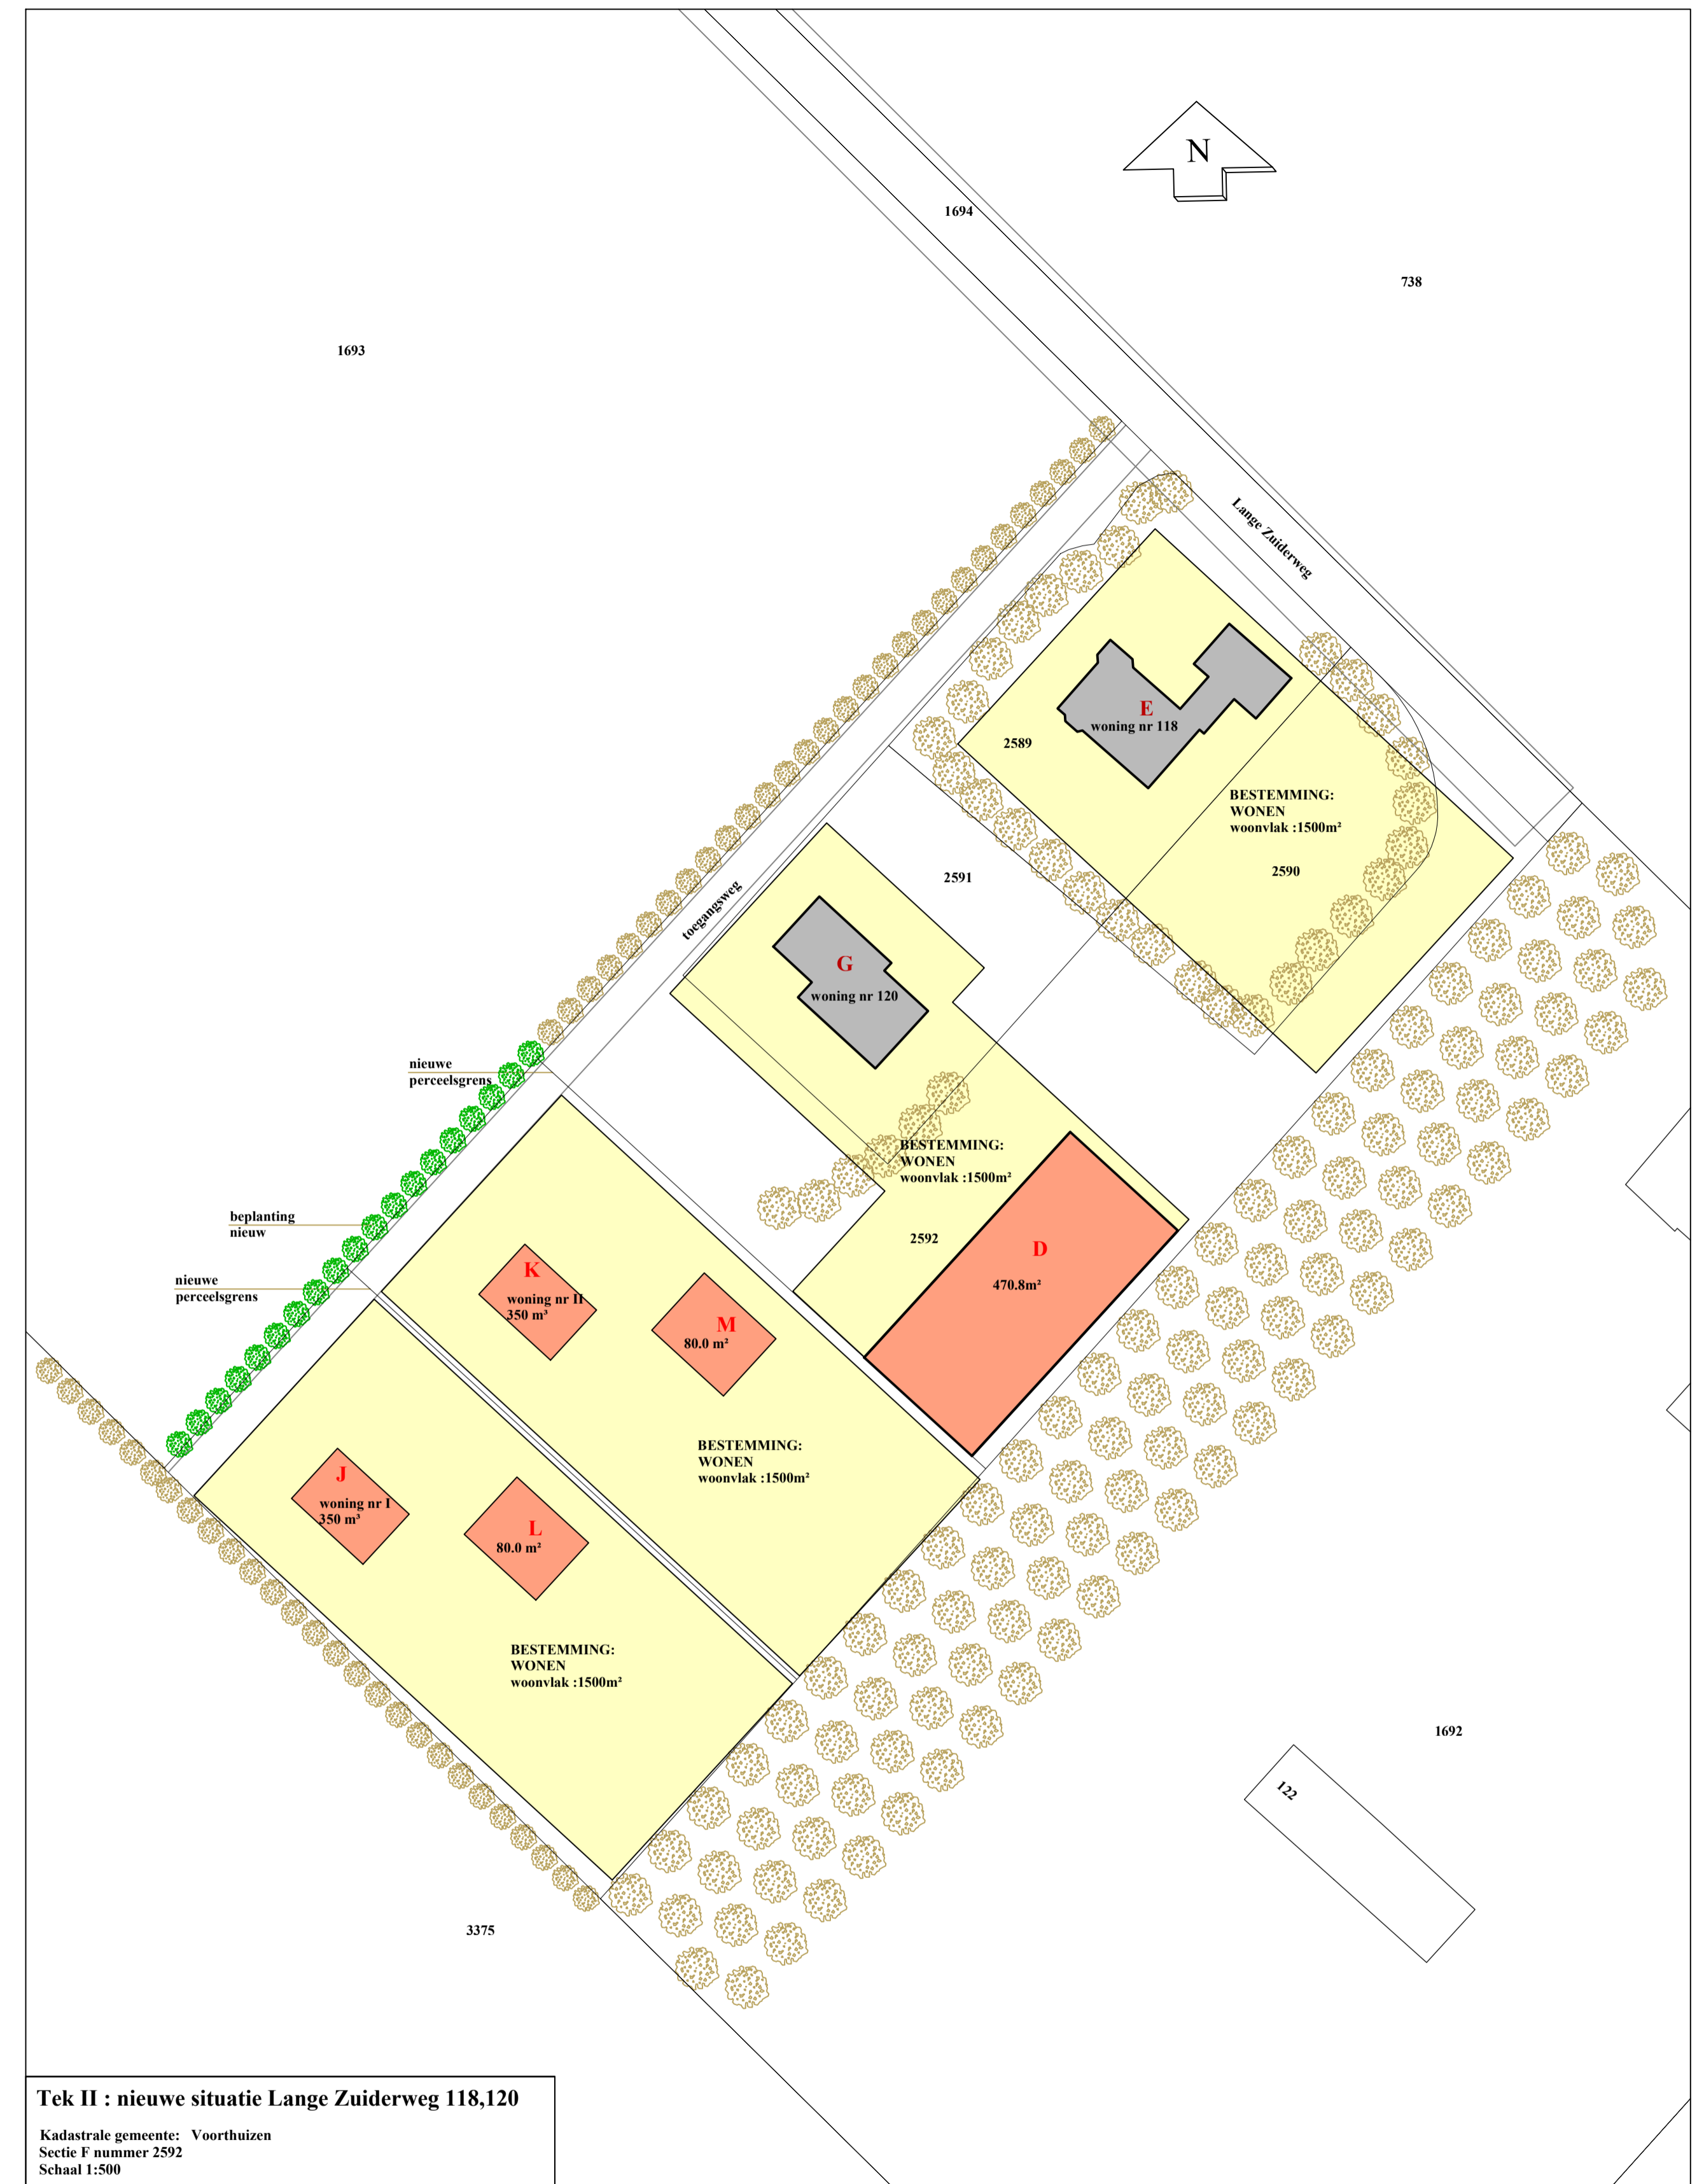 N
1694
738
1693
Lange Zuiderweg
E
woning nr 118
2589
BESTEMMING:
WONEN
woonvlak :1500m²
2590
2591
toegangsweg
G
woning nr 120
nieuwe
perceelsgrens
BESTEMMING:
WONEN
woonvlak :1500m²
2592
D
470.8m²
beplanting
nieuw
nieuwe
perceelsgrens
K
woning nr II
350 m³
M
80.0 m²
BESTEMMING:
WONEN
woonvlak :1500m²
J
woning nr I
350 m³
L
80.0 m²
BESTEMMING:
WONEN
woonvlak :1500m²
1692
122
3375
Tek II : nieuwe situatie Lange Zuiderweg 118,120
Kadastrale gemeente: Voorthuizen
Sectie F nummer 2592
Schaal 1:500